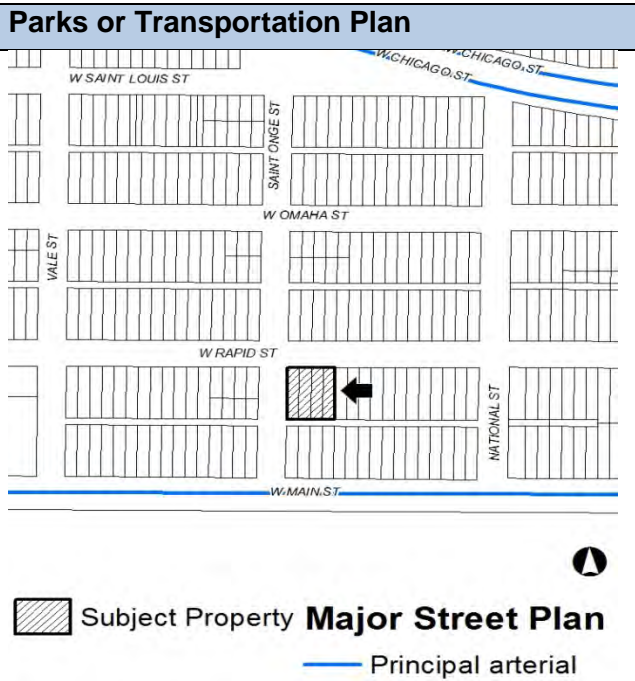 Parks or Transportation Plan
W CHICAGO ST
W CHICAGO ST
W SAINT LOUIS ST
SAINT ONGE ST
W OMAHA ST
VALE ST
W RAPID ST
NATIONAL ST
W MAIN ST
Subject Property Major Street Plan
Principal arterial